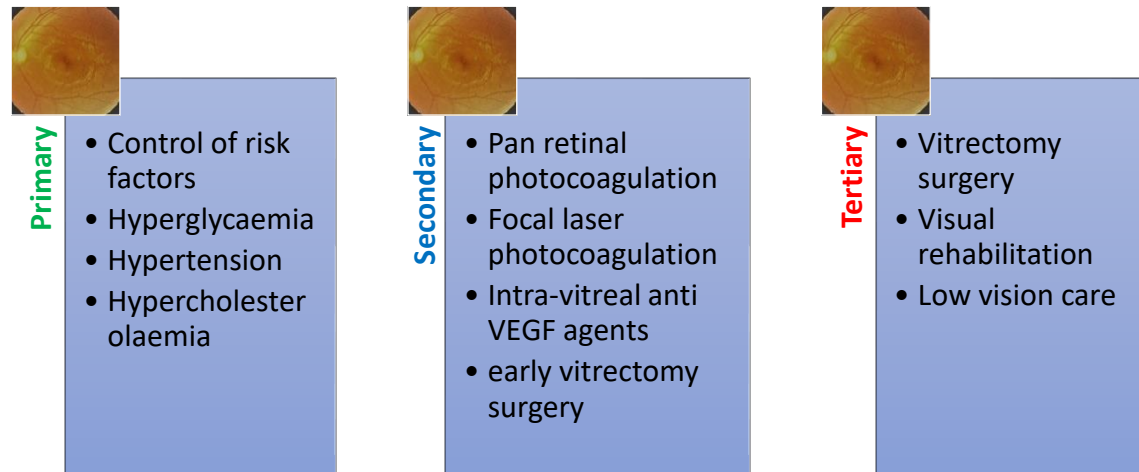 Primary
• Control of risk
factors
• Hyperglycaemia
• Hypertension
• Hypercholester
olaemia
Secondary
• Pan retinal
photocoagulation
• Focal laser
photocoagulation
• Intra-vitreal anti
VEGF agents
• early vitrectomy
surgery
Tertiary
• Vitrectomy
surgery
• Visual
rehabilitation
• Low vision care